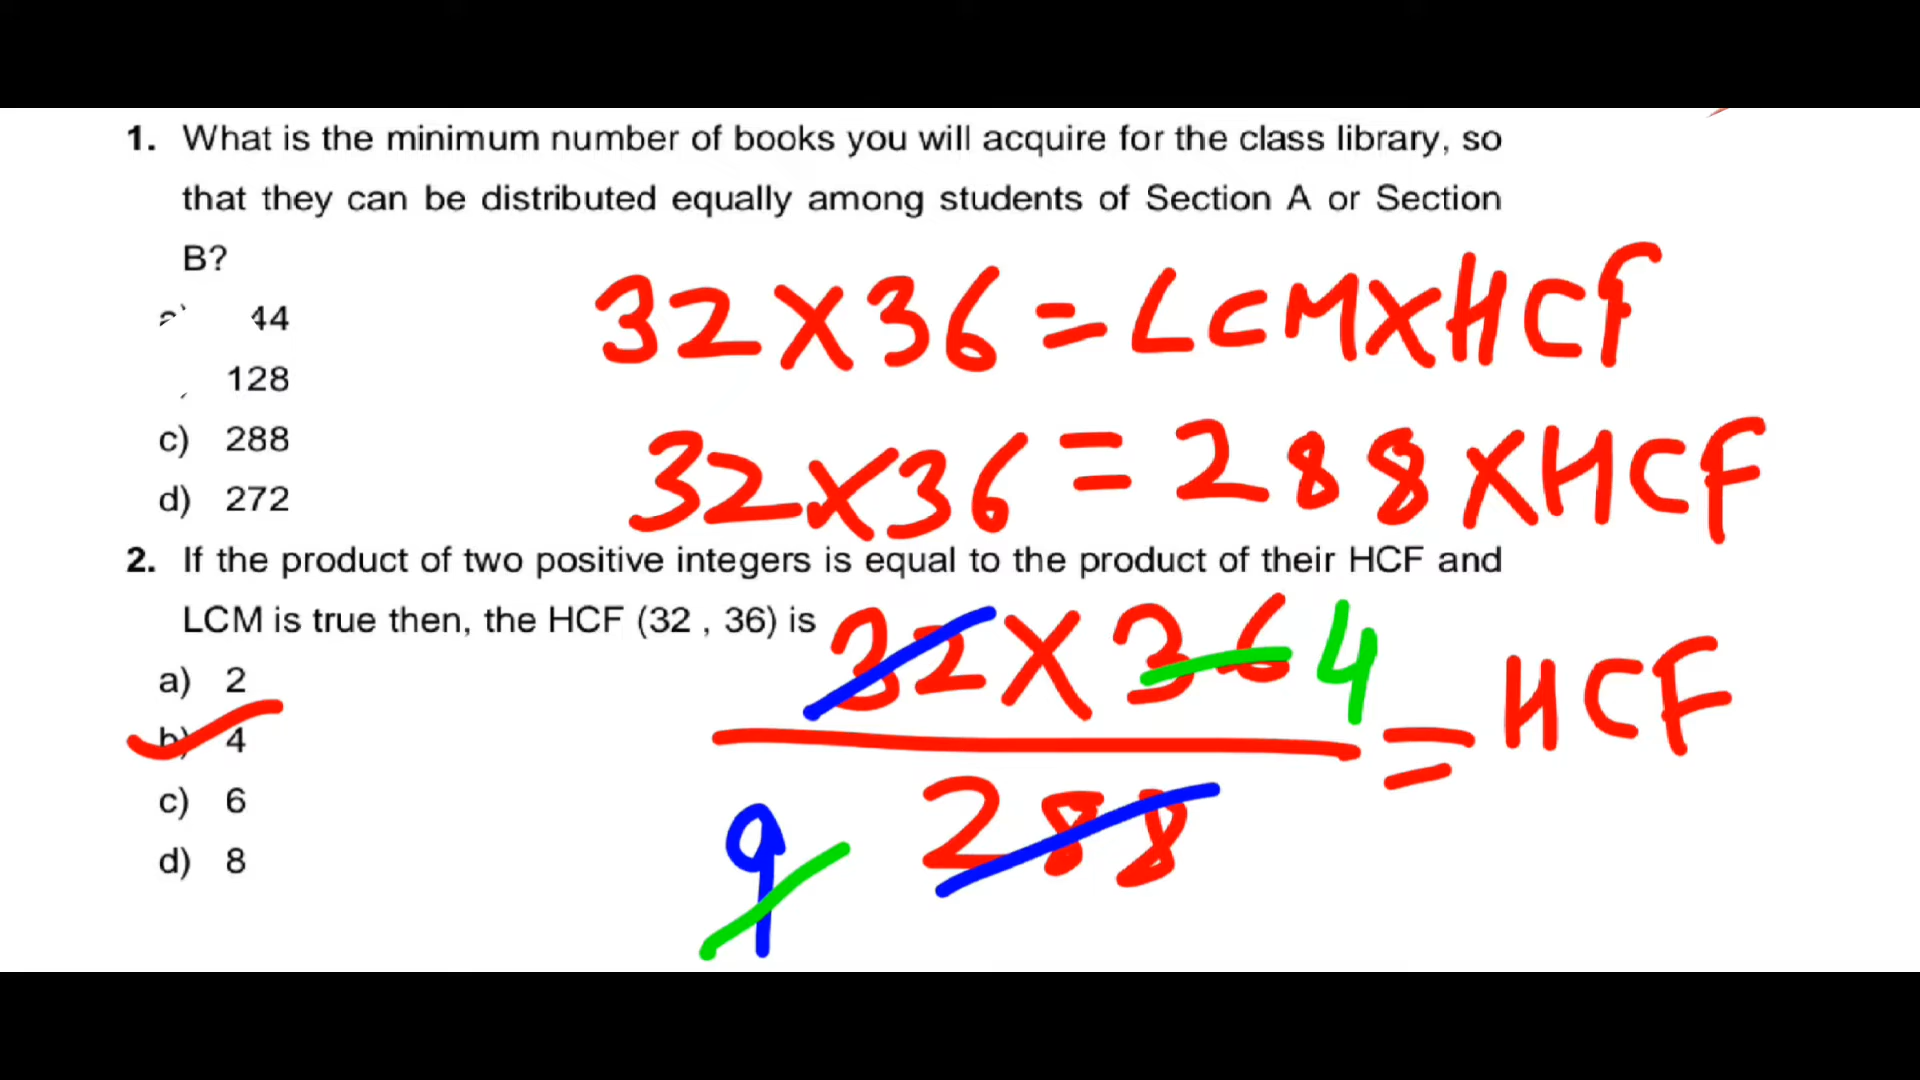 1. What is the minimum number of books you will acquire for the class library, so
that they can be distributed equally among students of Section A or Section
B?
44
128
c) 288
d) 272
32X36=LCMXHCF
32X36=288XHCF
2. If the product of two positive integers is equal to the product of their HCF and
LCM is true then, the HCF (32 , 36) is
a) 2
b) 4
c) 6
d) 8
32X36 4
= HCF
9 288